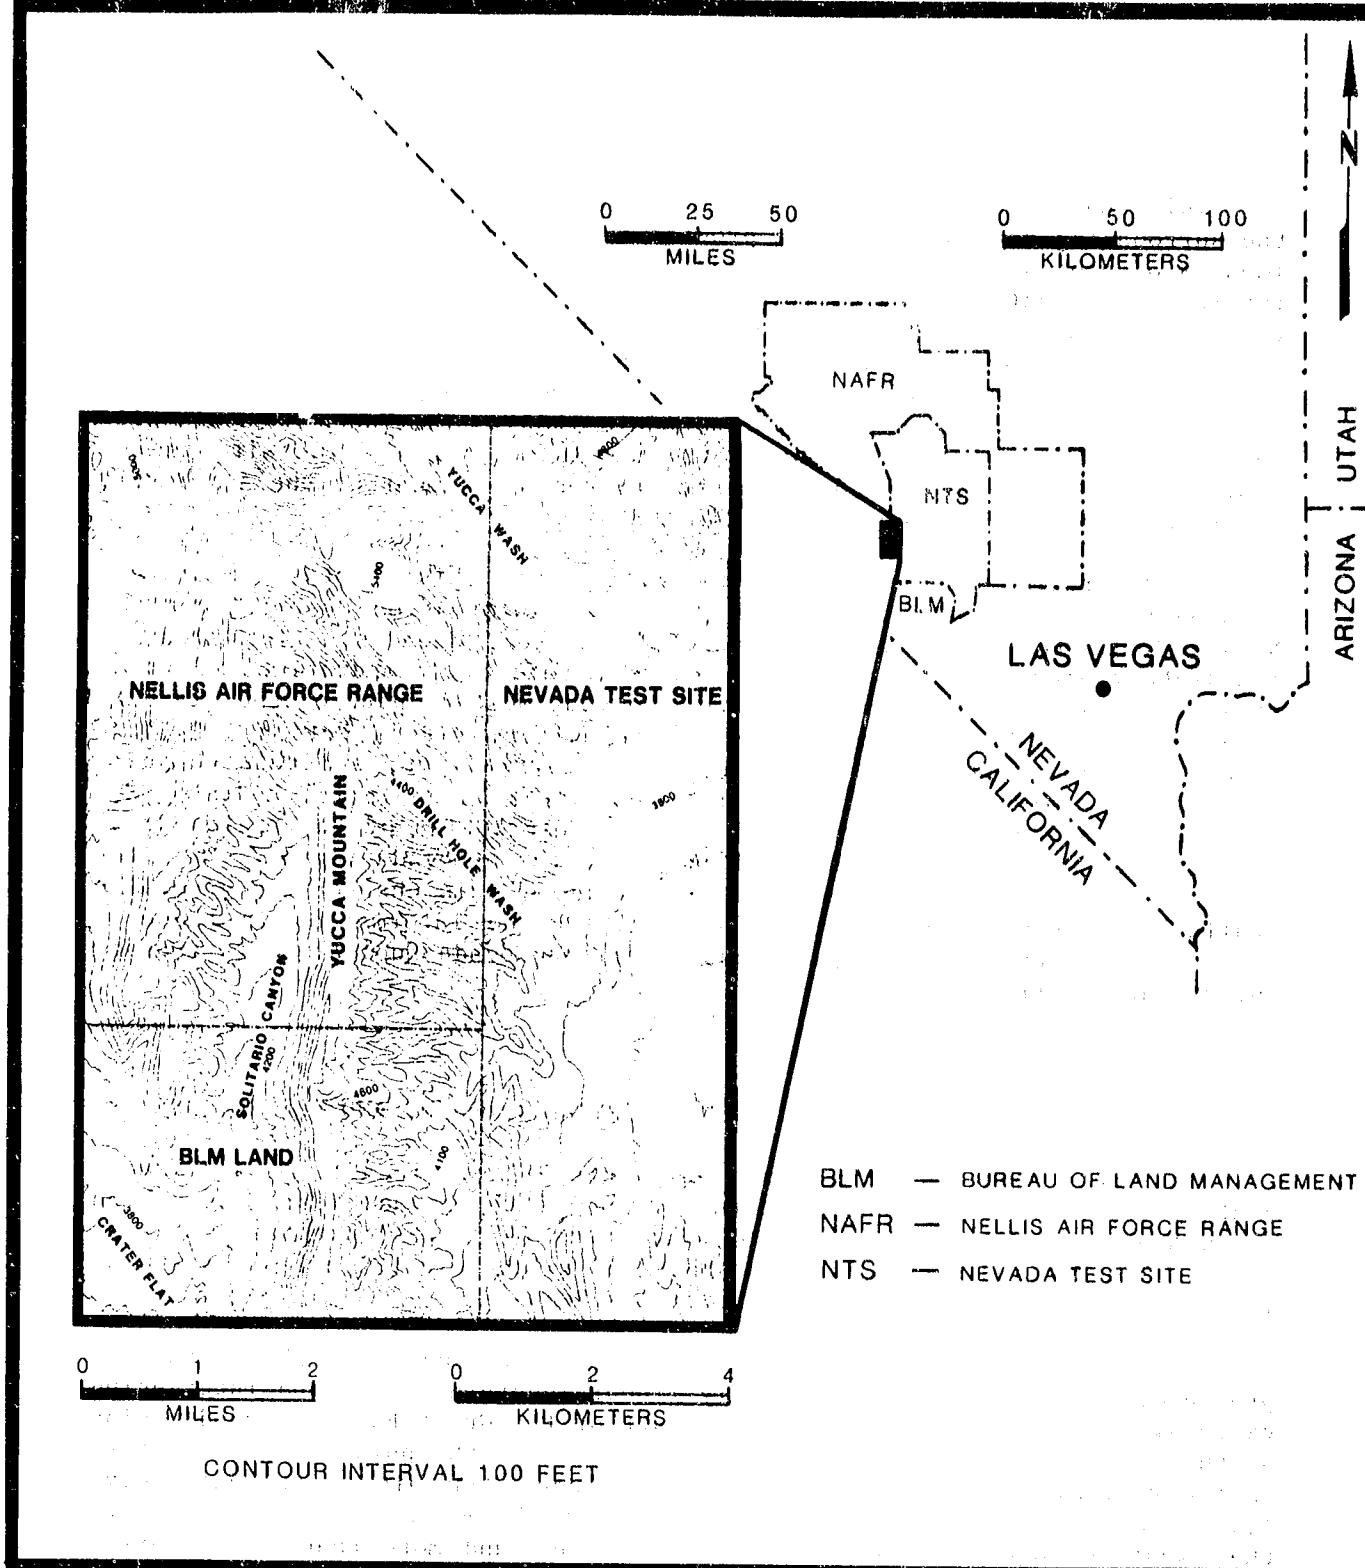 N
0 25 50
MILES
0 50 100
KILOMETERS
NAFR
UTAH
ARIZONA
NTS
BLM
LAS VEGAS
NEVADA
CALIFORNIA
5000
YUCCA WASH
5400
NELLIS AIR FORCE RANGE
NEVADA TEST SITE
4400
DRILL HOLE WASH
3800
YUCCA MOUNTAIN
SOLITARIO CANYON
4200
4600
BLM LAND
4100
3800
CRATER FLAT
BLM — BUREAU OF LAND MANAGEMENT
NAFR — NELLIS AIR FORCE RANGE
NTS — NEVADA TEST SITE
0 1 2
MILES
0 2 4
KILOMETERS
CONTOUR INTERVAL 100 FEET